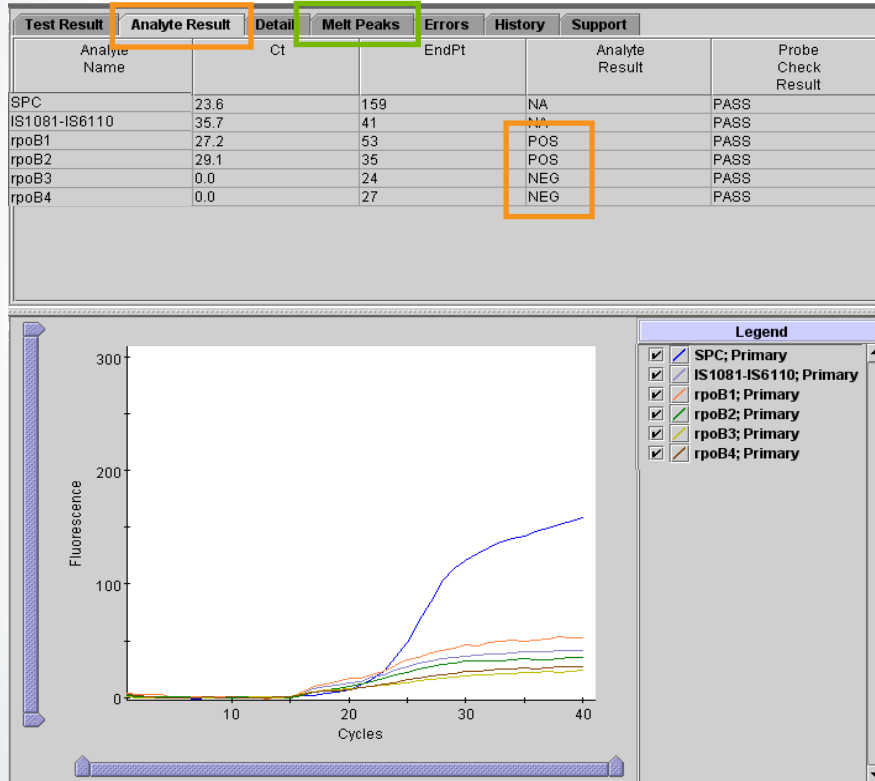 Test Result Analyte Result Detail Melt Peaks Errors History Support
Analyte Name Ct EndPt Analyte Result Probe Check Result
SPC 23.6 159 NA PASS
IS1081-IS6110 35.7 41 NA PASS
rpoB1 27.2 53 POS PASS
rpoB2 29.1 35 POS PASS
rpoB3 0.0 24 NEG PASS
rpoB4 0.0 27 NEG PASS
Legend
SPC; Primary
IS1081-IS6110; Primary
rpoB1; Primary
rpoB2; Primary
rpoB3; Primary
rpoB4; Primary
300
200
100
0
Fluorescence
10 20 30 40
Cycles